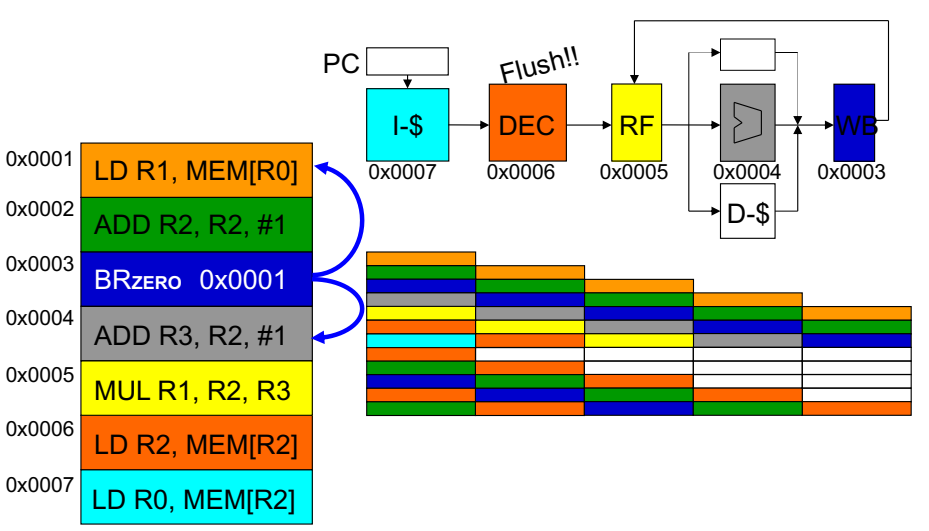 PC
Flush!!
I-$
DEC
RF
WB
0x0007
0x0006
0x0005
0x0004
0x0003
D-$
0x0001
LD R1, MEM[R0]
0x0002
ADD R2, R2, #1
0x0003
BRZERO 0x0001
0x0004
ADD R3, R2, #1
0x0005
MUL R1, R2, R3
0x0006
LD R2, MEM[R2]
0x0007
LD R0, MEM[R2]